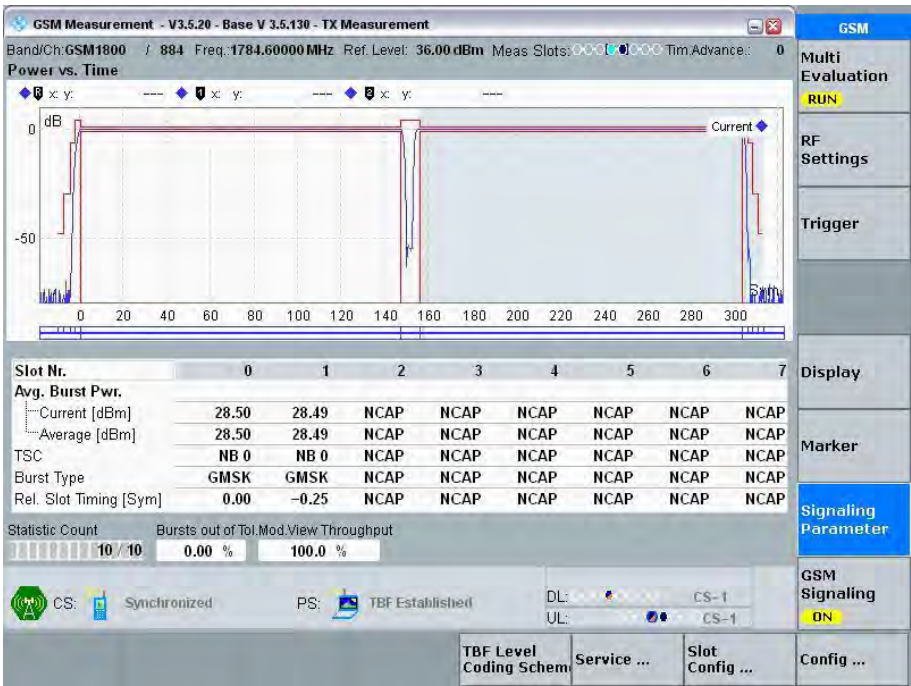 GSM Measurement - V3.5.20 - Base V 3.5.130 - TX Measurement
Band/Ch:GSM1800 / 884 Freq.:1784.60000 MHz Ref. Level: 36.00 dBm Meas Slots: Tim.Advance.: 0
Power vs. Time
R x: y: --- 1 x: y: --- 2 x: y: ---
dB
Current
0
-50
Sym
0 20 40 60 80 100 120 140 160 180 200 220 240 260 280 300
Slot Nr. 0 1 2 3 4 5 6 7
Avg. Burst Pwr.
Current [dBm] 28.50 28.49 NCAP NCAP NCAP NCAP NCAP NCAP
Average [dBm] 28.50 28.49 NCAP NCAP NCAP NCAP NCAP NCAP
TSC NB 0 NB 0 NCAP NCAP NCAP NCAP NCAP NCAP
Burst Type GMSK GMSK NCAP NCAP NCAP NCAP NCAP NCAP
Rel. Slot Timing [Sym] 0.00 −0.25 NCAP NCAP NCAP NCAP NCAP NCAP
Statistic Count Bursts out of Tol. Mod.View Throughput
10 / 10 0.00 % 100.0 %
CS: Synchronized PS: TBF Established DL: CS-1
UL: CS-1
GSM
Multi
Evaluation
RUN
RF
Settings
Trigger
Display
Marker
Signaling
Parameter
GSM
Signaling
ON
TBF Level
Coding Schem
Service ...
Slot
Config ...
Config ...